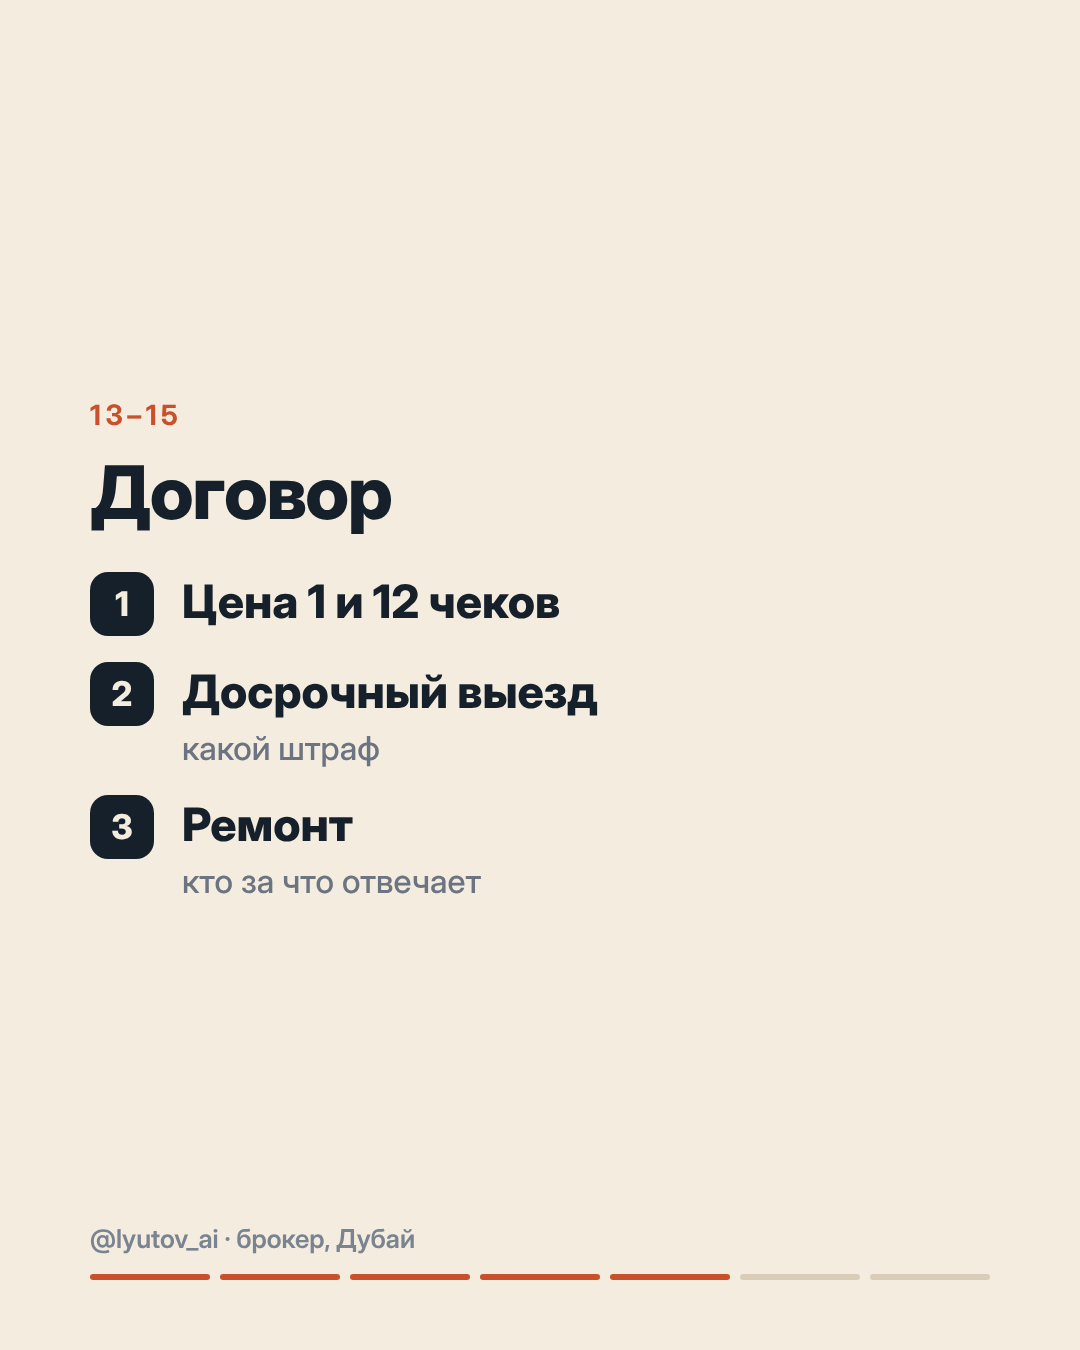 13–15
Договор
1 Цена 1 и 12 чеков
2 Досрочный выезд
какой штраф
3 Ремонт
кто за что отвечает
@lyutov_ai · брокер, Дубай